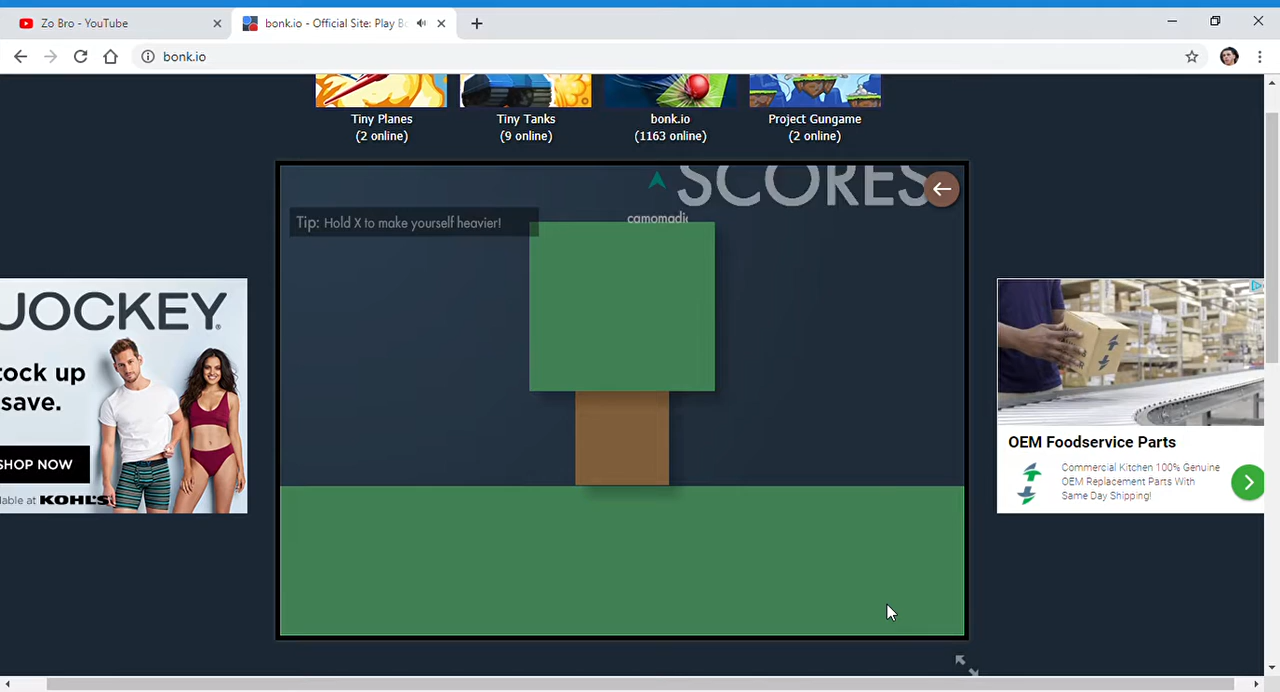 Zo Bro - YouTube
bonk.io - Official Site: Play Bo
bonk.io
Tiny Planes
(2 online)
Tiny Tanks
(9 online)
bonk.io
(1163 online)
Project Gungame
(2 online)
SCORES
Tip: Hold X to make yourself heavier!
camomadic
JOCKEY
tock up
save.
SHOP NOW
lable at KOHL'S
OEM Foodservice Parts
Commercial Kitchen 100% Genuine
OEM Replacement Parts With
Same Day Shipping!